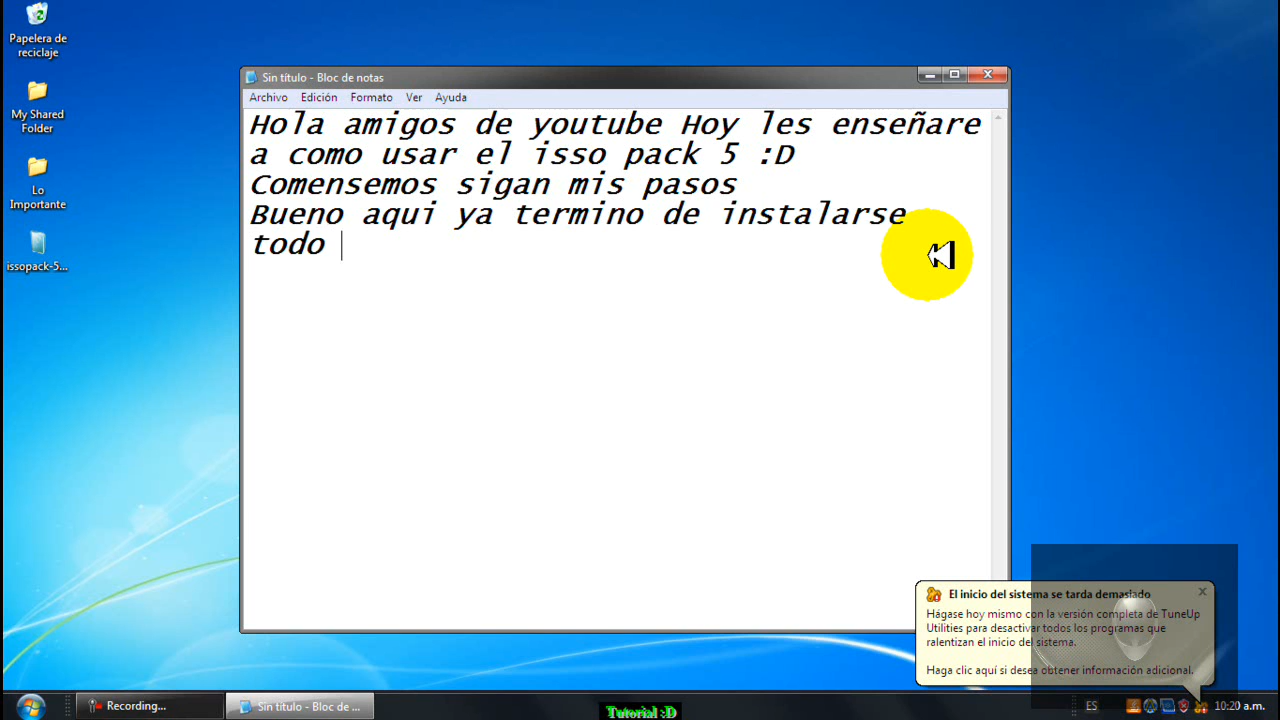 Papelera de
reciclaje
My Shared
Folder
Lo
Importante
issopack-5...
Sin título - Bloc de notas
Archivo Edición Formato Ver Ayuda
Hola amigos de youtube Hoy les enseñare
a como usar el isso pack 5 :D
Comensemos sigan mis pasos
Bueno aqui ya termino de instalarse
todo
El inicio del sistema se tarda demasiado
Hágase hoy mismo con la versión completa de TuneUp
Utilities para desactivar todos los programas que
ralentizan el inicio del sistema.
Haga clic aquí si desea obtener información adicional.
Recording...
Sin título - Bloc de ...
Tutorial :D
ES
10:20 a.m.